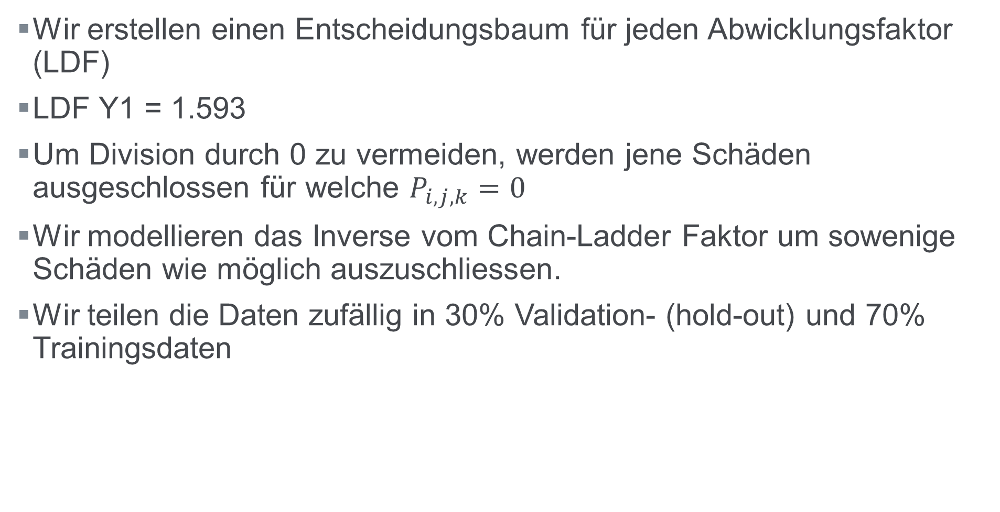 ▪Wir erstellen einen Entscheidungsbaum für jeden Abwicklungsfaktor
(LDF)
▪LDF Y1 = 1.593
▪Um Division durch 0 zu vermeiden, werden jene Schäden
ausgeschlossen für welche $P_{i,j,k} = 0$
▪Wir modellieren das Inverse vom Chain-Ladder Faktor um sowenige
Schäden wie möglich auszuschliessen.
▪Wir teilen die Daten zufällig in 30% Validation- (hold-out) und 70%
Trainingsdaten